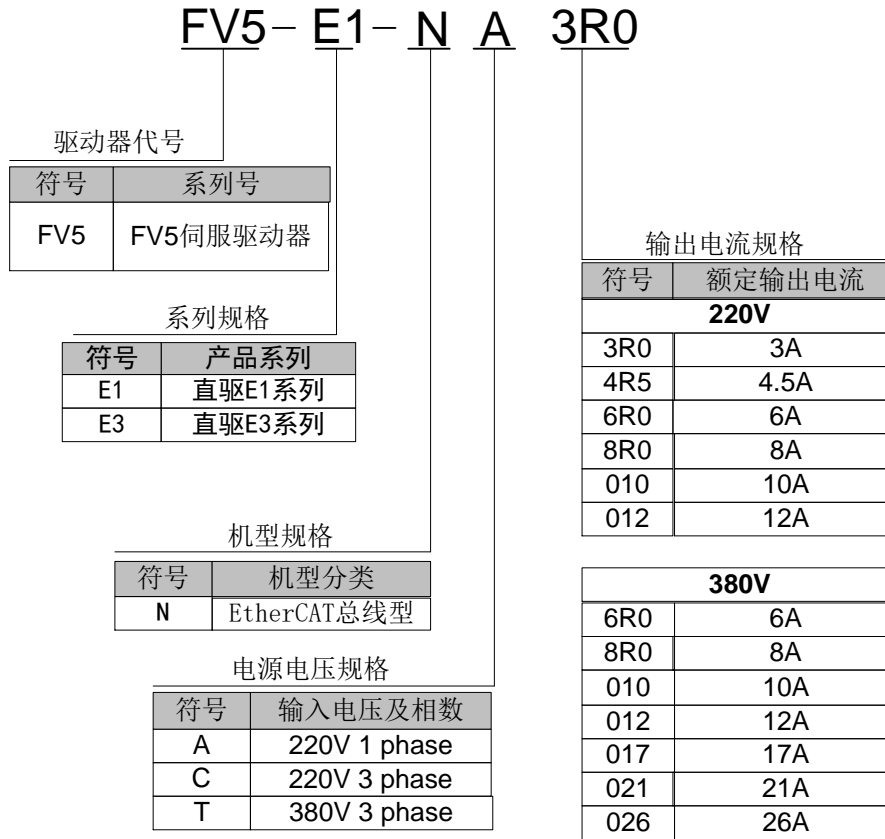 FV5-E1-N A 3R0
驱动器代号
符号 系列号
FV5 FV5伺服驱动器
系列规格
符号 产品系列
E1 直驱E1系列
E3 直驱E3系列
机型规格
符号 机型分类
N EtherCAT总线型
电源电压规格
符号 输入电压及相数
A 220V 1 phase
C 220V 3 phase
T 380V 3 phase
输出电流规格
符号 额定输出电流
220V
3R0 3A
4R5 4.5A
6R0 6A
8R0 8A
010 10A
012 12A
380V
6R0 6A
8R0 8A
010 10A
012 12A
017 17A
021 21A
026 26A